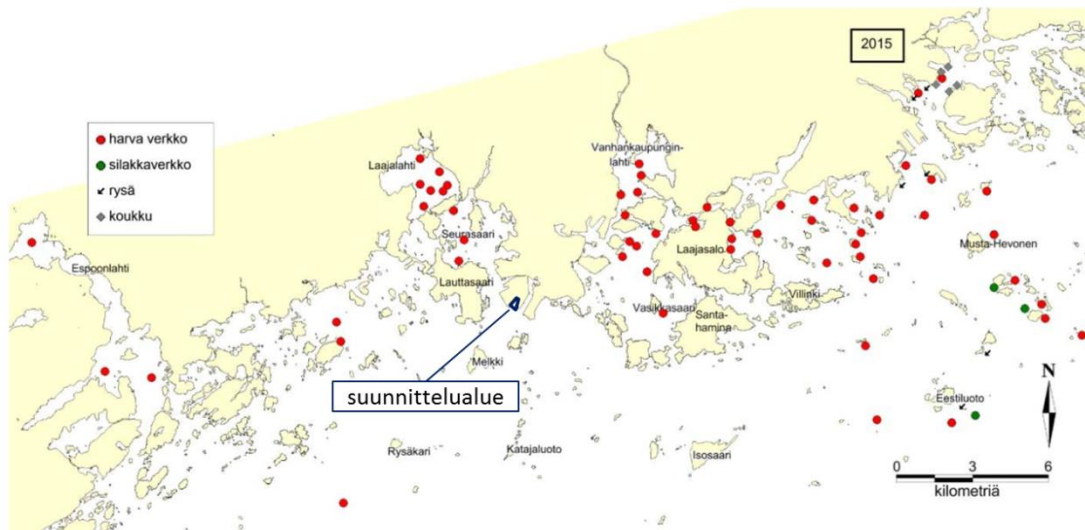 2015
harva verkko
silakkaverkko
rysä
koukku
Laajalahti
Vanhankaupungin-
lahti
Seurasaari
Espoonlahti
Lauttasaari
Laajasalo
Musta-Hevonen
Villinki
Vasikkasaari
Santa-
hamina
Melkki
suunnittelualue
Eestiluoto
Rysäkari
Katajaluoto
Isosaari
N
0 3 6
kilometriä